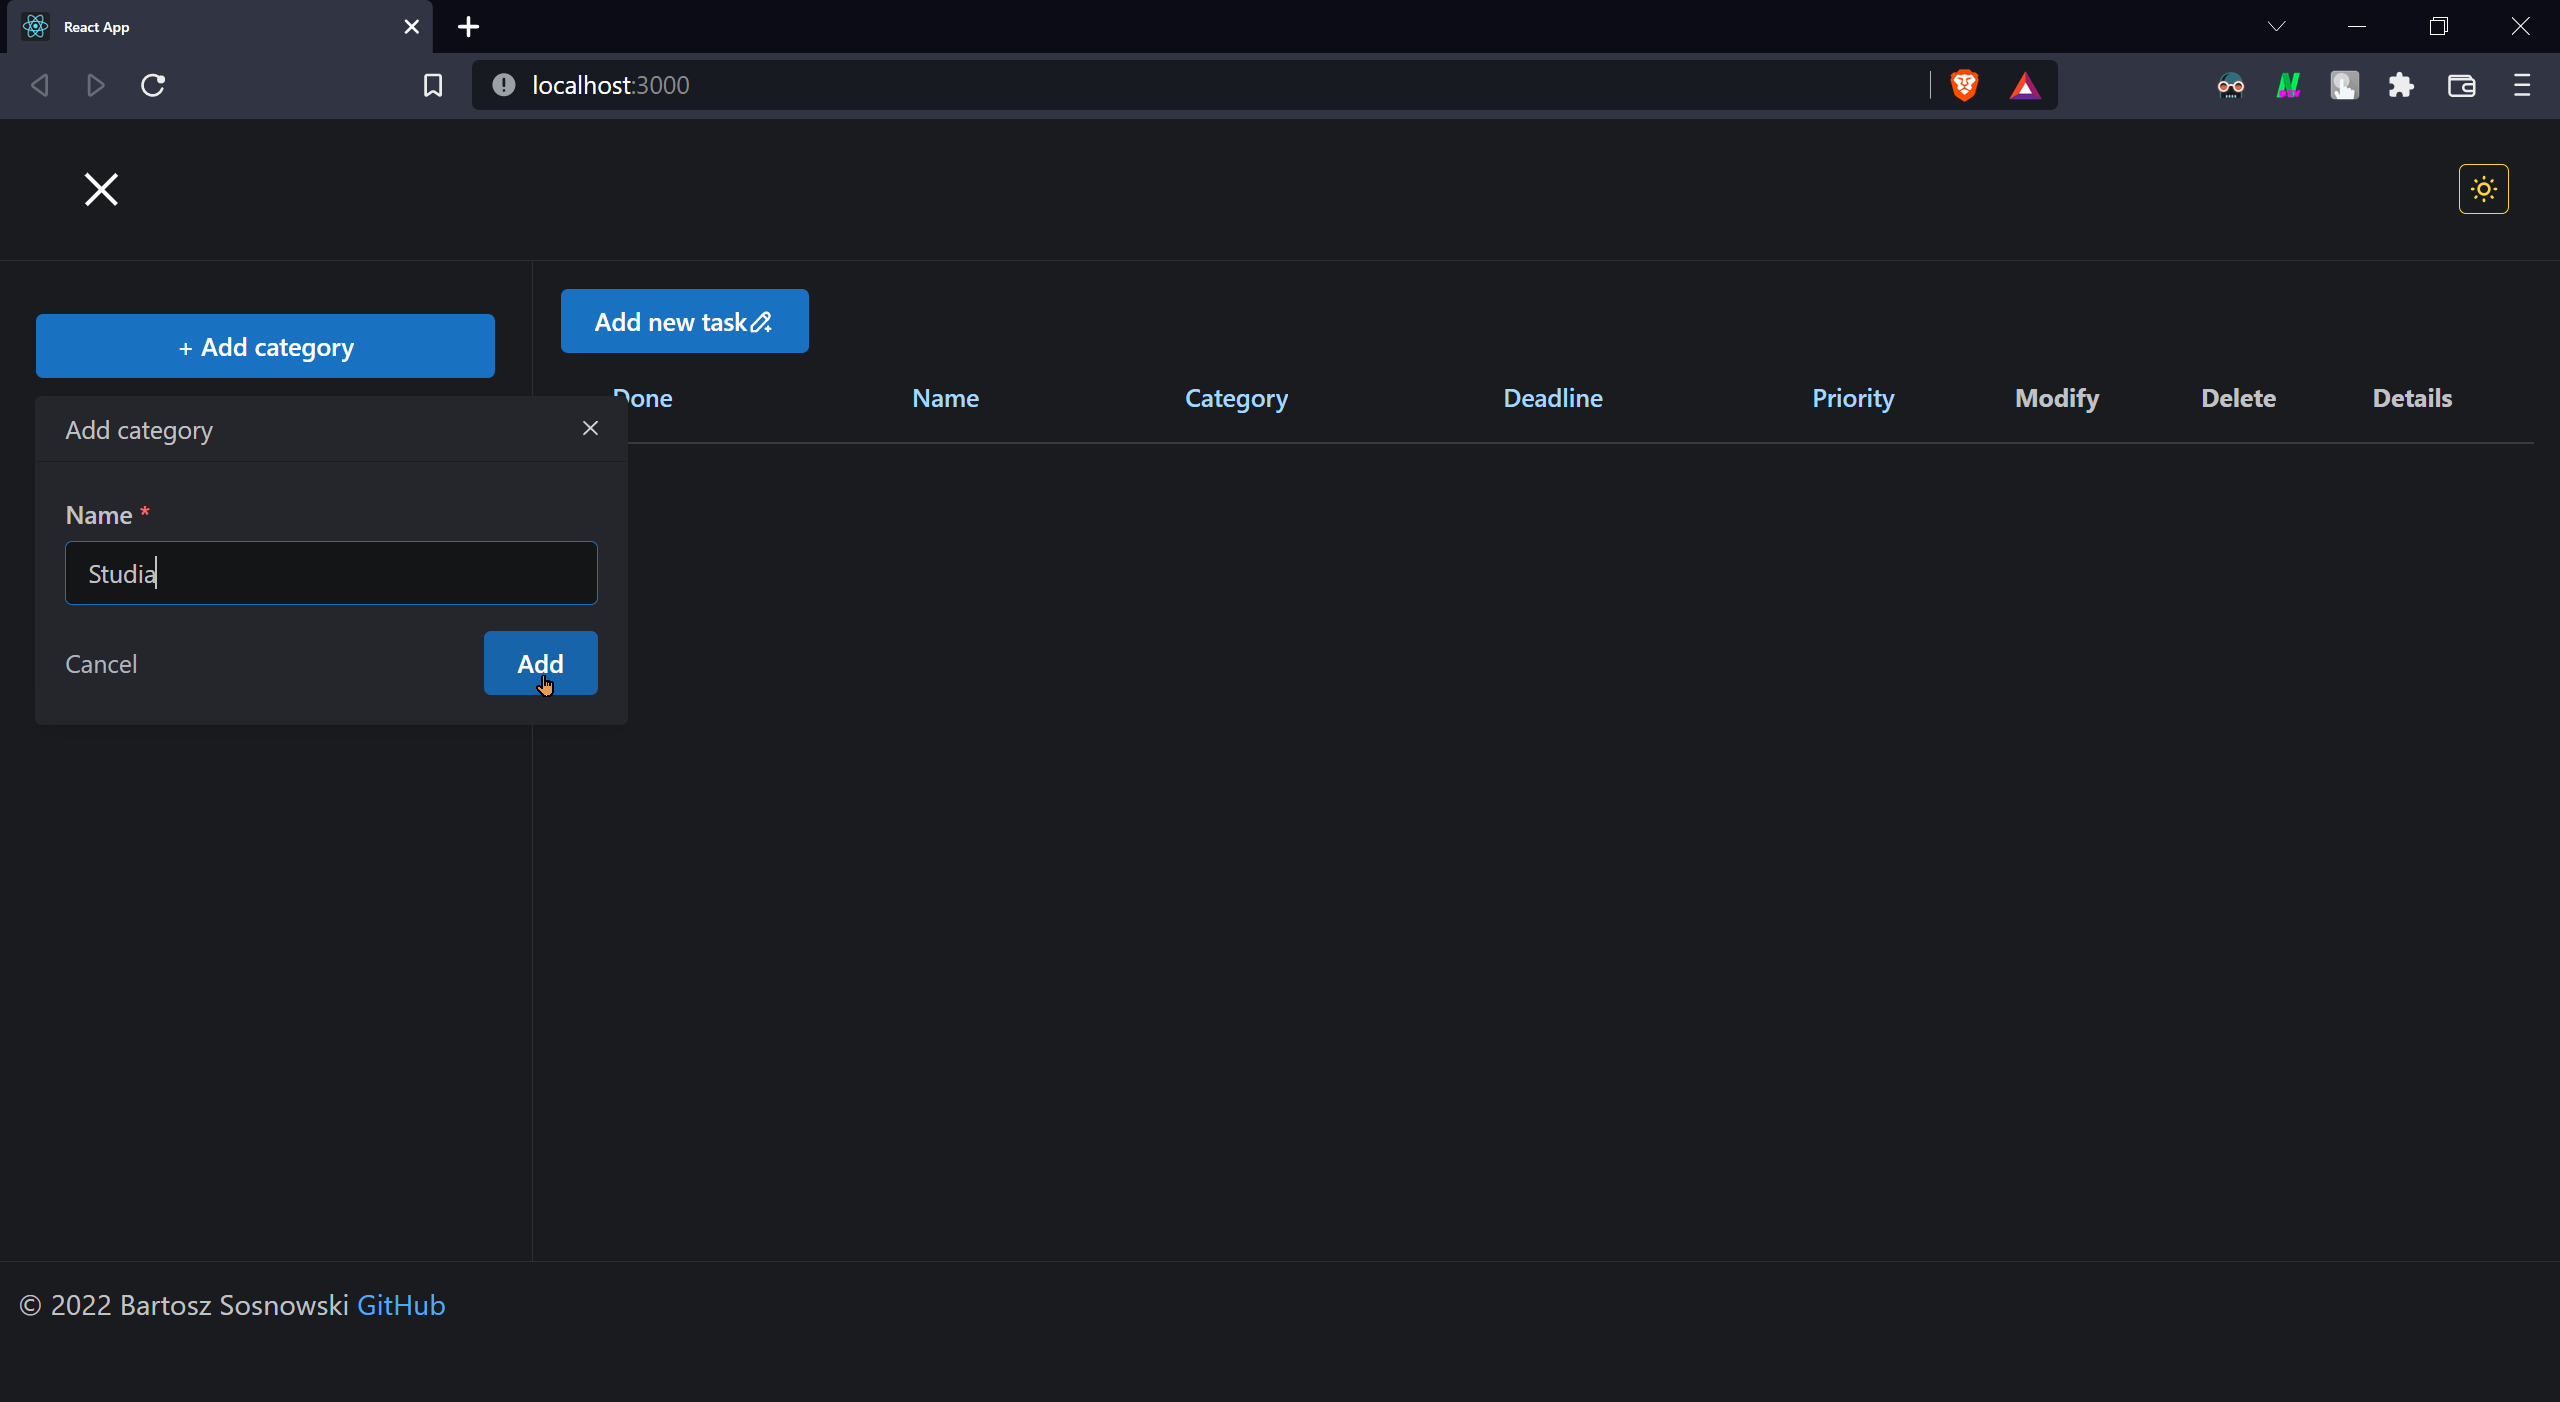 React App
localhost:3000
+ Add category
Add new task
Done Name Category Deadline Priority Modify Delete Details
Add category
Name *
Studia
Cancel Add
© 2022 Bartosz Sosnowski GitHub